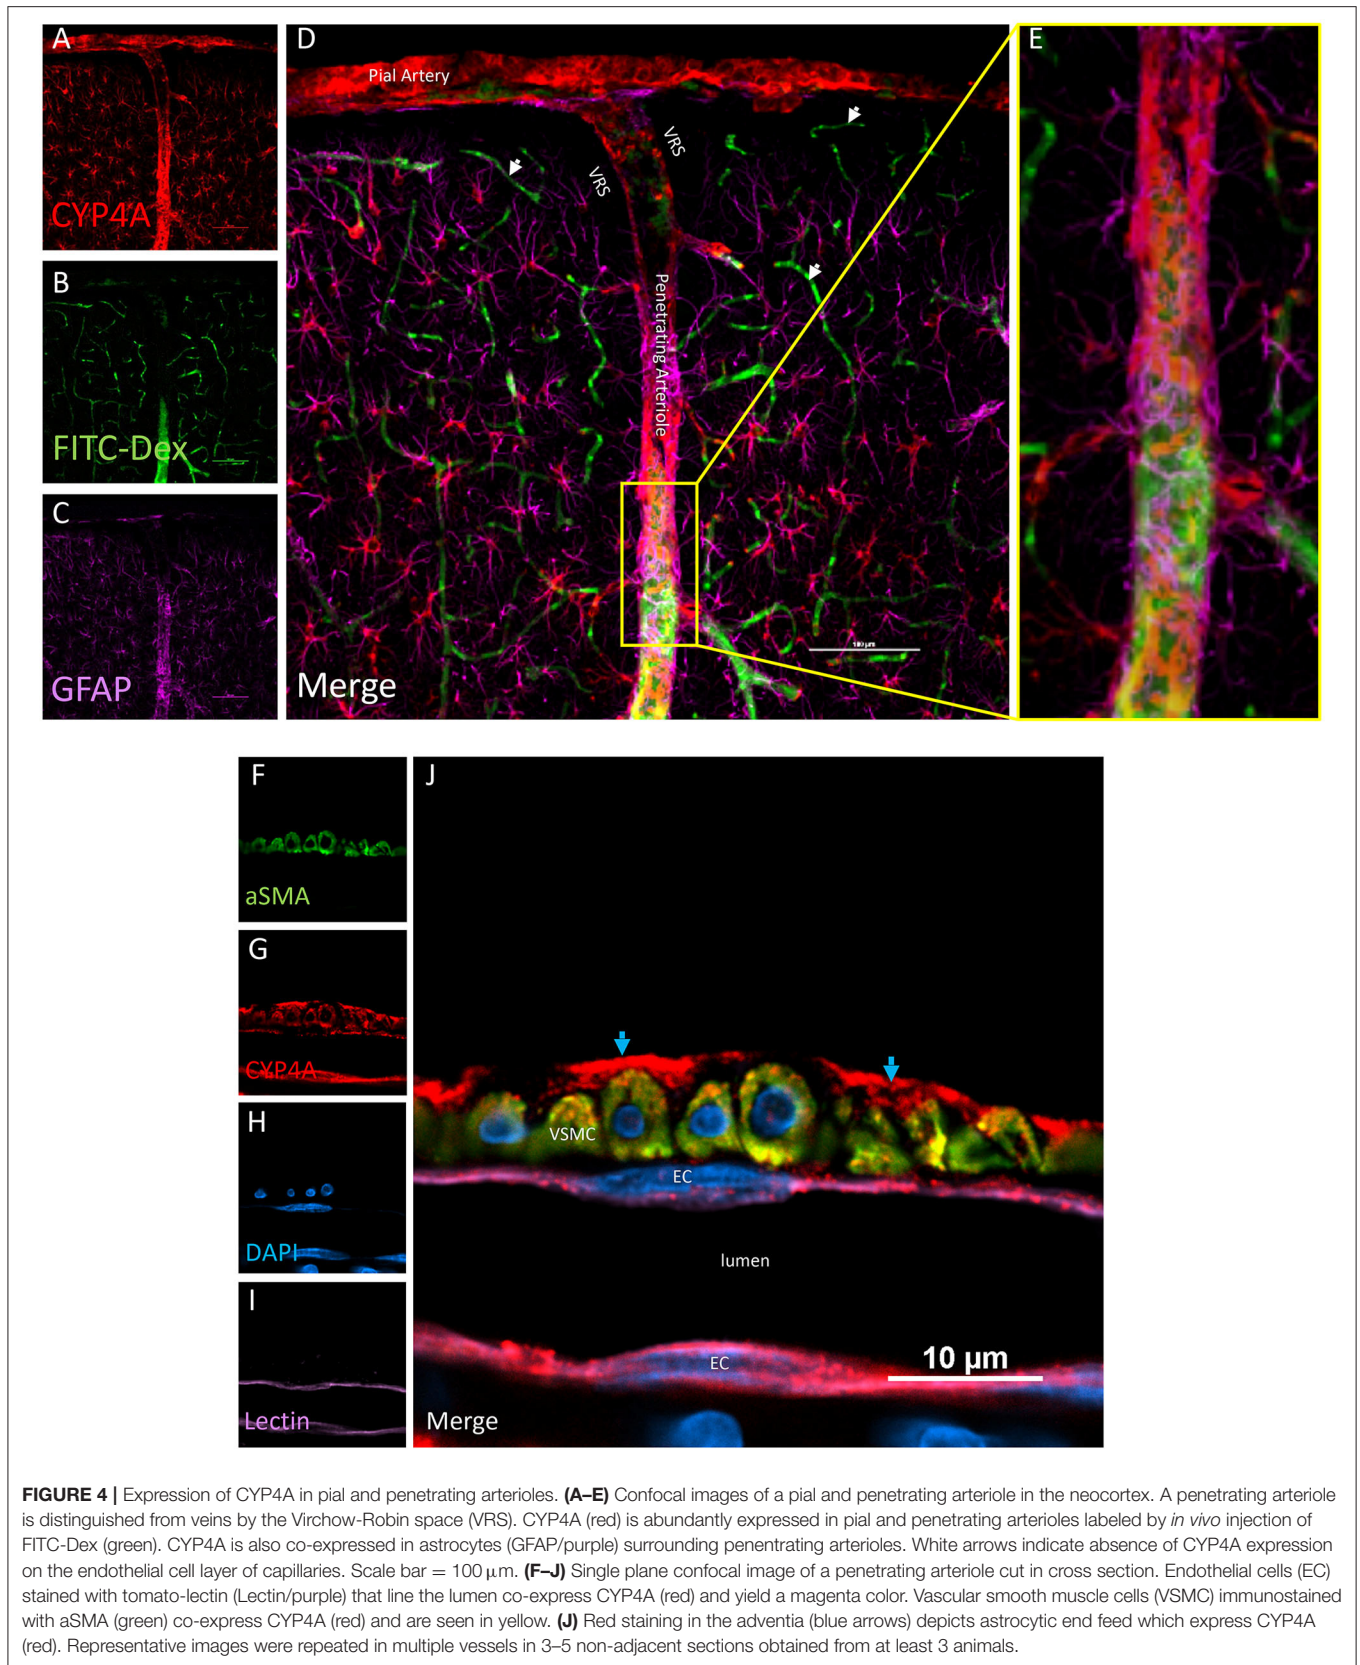 A
CYP4A
B
FITC-Dex
C
GFAP
D
Pial Artery
VRS
VRS
Penetrating Arteriole
100 µm
Merge
E
F
aSMA
G
CYP4A
H
DAPI
I
Lectin
J
VSMC
EC
lumen
EC
10 µm
Merge
FIGURE 4 | Expression of CYP4A in pial and penetrating arterioles. (A–E) Confocal images of a pial and penetrating arteriole in the neocortex. A penetrating arteriole
is distinguished from veins by the Virchow-Robin space (VRS). CYP4A (red) is abundantly expressed in pial and penetrating arterioles labeled by in vivo injection of
FITC-Dex (green). CYP4A is also co-expressed in astrocytes (GFAP/purple) surrounding penentrating arterioles. White arrows indicate absence of CYP4A expression
on the endothelial cell layer of capillaries. Scale bar = 100 µm. (F–J) Single plane confocal image of a penetrating arteriole cut in cross section. Endothelial cells (EC)
stained with tomato-lectin (Lectin/purple) that line the lumen co-express CYP4A (red) and yield a magenta color. Vascular smooth muscle cells (VSMC) immunostained
with aSMA (green) co-express CYP4A (red) and are seen in yellow. (J) Red staining in the adventia (blue arrows) depicts astrocytic end feed which express CYP4A
(red). Representative images were repeated in multiple vessels in 3–5 non-adjacent sections obtained from at least 3 animals.